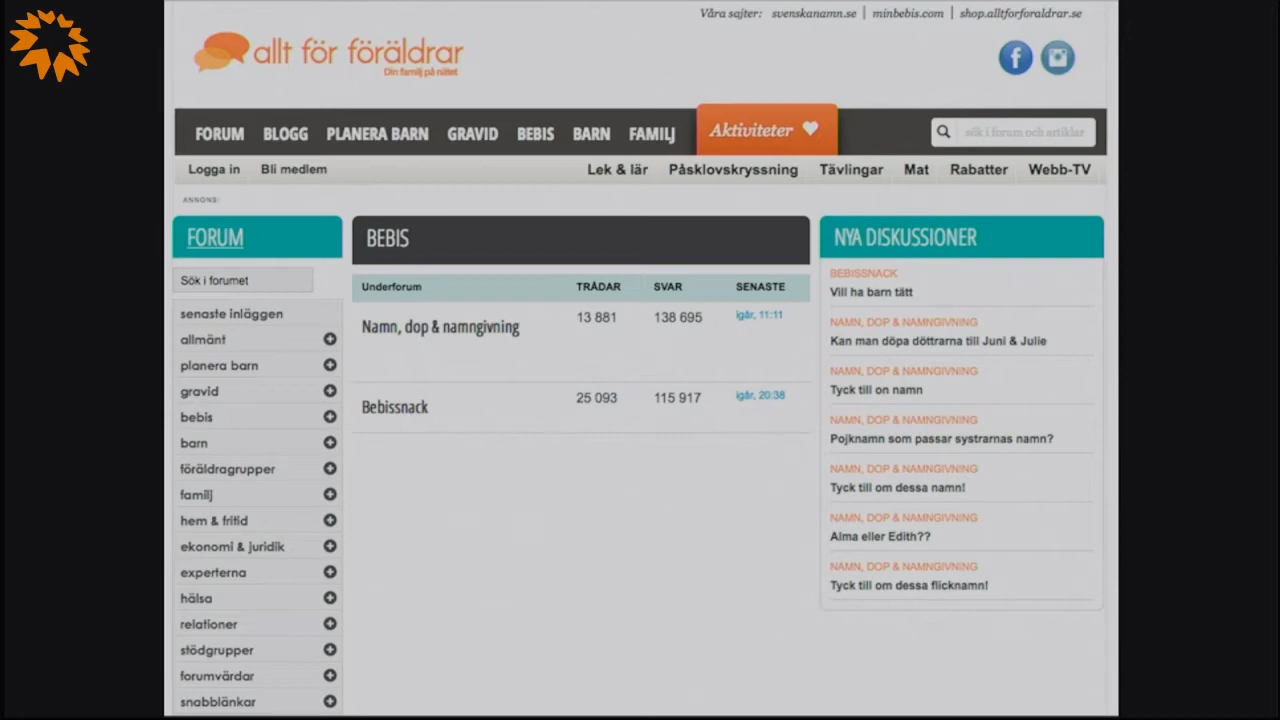 Våra sajter: svenskanamn.se | minbebis.com | shop.alltforforaldrar.se
allt för föräldrar
Din familj på nätet
FORUM BLOGG PLANERA BARN GRAVID BEBIS BARN FAMILJ Aktiviteter sök i forum och artiklar
Logga in Bli medlem Lek & lär Påsklovskryssning Tävlingar Mat Rabatter Webb-TV
ANNONS:
FORUM
Sök i forumet
senaste inläggen
allmänt
planera barn
gravid
bebis
barn
föräldragrupper
familj
hem & fritid
ekonomi & juridik
experterna
hälsa
relationer
stödgrupper
forumvärdar
snabblänkar
BEBIS
Underforum TRÅDAR SVAR SENASTE
Namn, dop & namngivning 13 881 138 695 igår, 11:11
Bebissnack 25 093 115 917 igår, 20:38
NYA DISKUSSIONER
BEBISSNACK
Vill ha barn tätt
NAMN, DOP & NAMNGIVNING
Kan man döpa döttrarna till Juni & Julie
NAMN, DOP & NAMNGIVNING
Tyck till on namn
NAMN, DOP & NAMNGIVNING
Pojknamn som passar systrarnas namn?
NAMN, DOP & NAMNGIVNING
Tyck till om dessa namn!
NAMN, DOP & NAMNGIVNING
Alma eller Edith??
NAMN, DOP & NAMNGIVNING
Tyck till om dessa flicknamn!